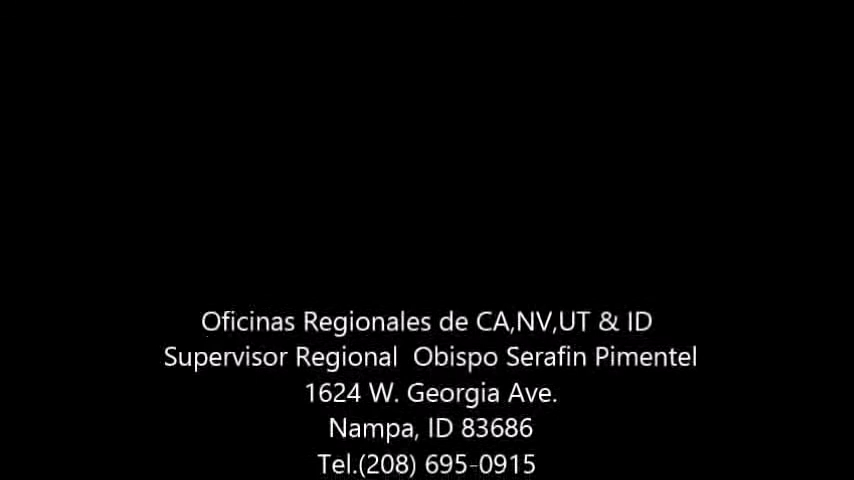 Oficinas Regionales de CA,NV,UT & ID
Supervisor Regional  Obispo Serafin Pimentel
1624 W. Georgia Ave.
Nampa, ID 83686
Tel.(208) 695-0915